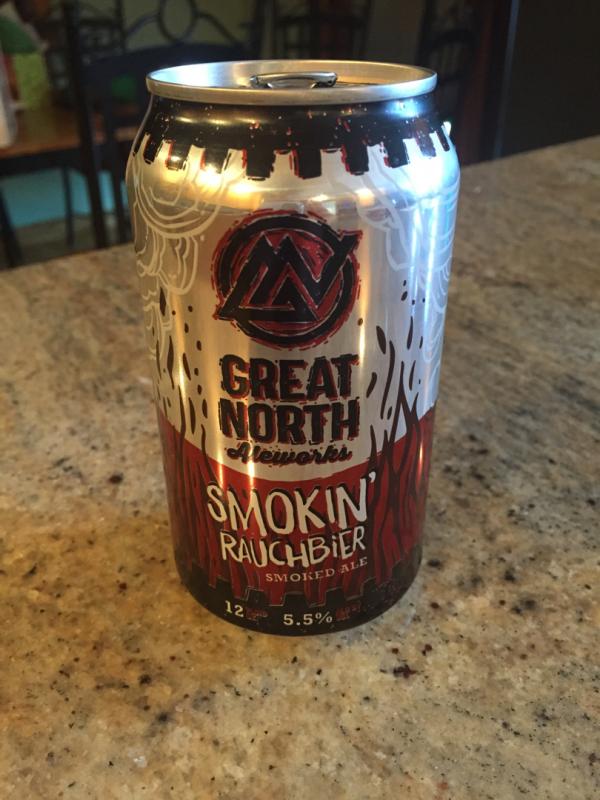 GREAT
NORTH
Aleworks
SMOKIN'
RAUCHBIER
SMOKED ALE
12 5.5%